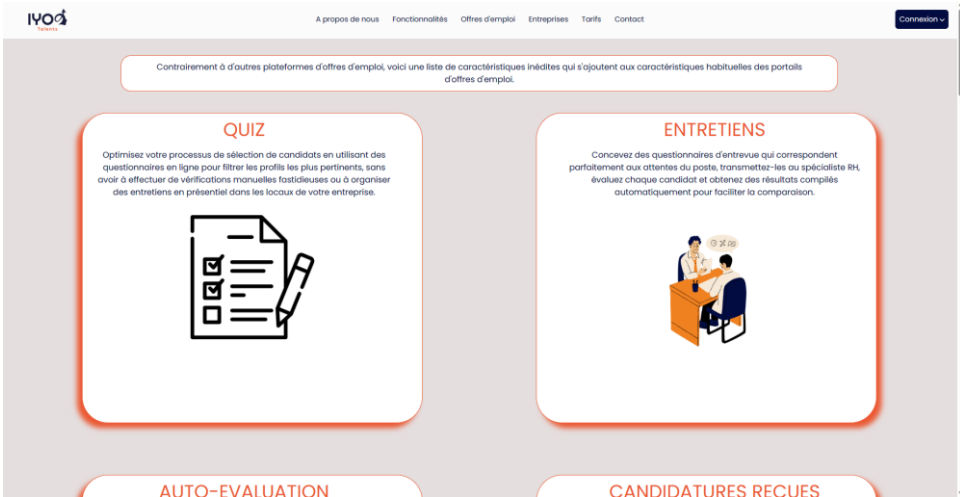 IYOO
Talents
A propos de nous Fonctionnalités Offres d'emploi Entreprises Tarifs Contact
Connexion
Contrairement à d'autres plateformes d'offres d'emploi, voici une liste de caractéristiques inédites qui s'ajoutent aux caractéristiques habituelles des portails
d'offres d'emploi.
QUIZ
Optimisez votre processus de sélection de candidats en utilisant des
questionnaires en ligne pour filtrer les profils les plus pertinents, sans
avoir à effectuer de vérifications manuelles fastidieuses ou à organiser
des entretiens en présentiel dans les locaux de votre entreprise.
ENTRETIENS
Concevez des questionnaires d'entrevue qui correspondent
parfaitement aux attentes du poste, transmettez-les au spécialiste RH,
évaluez chaque candidat et obtenez des résultats compilés
automatiquement pour faciliter la comparaison.
AUTO-EVALUATION
CANDIDATURES RECUES